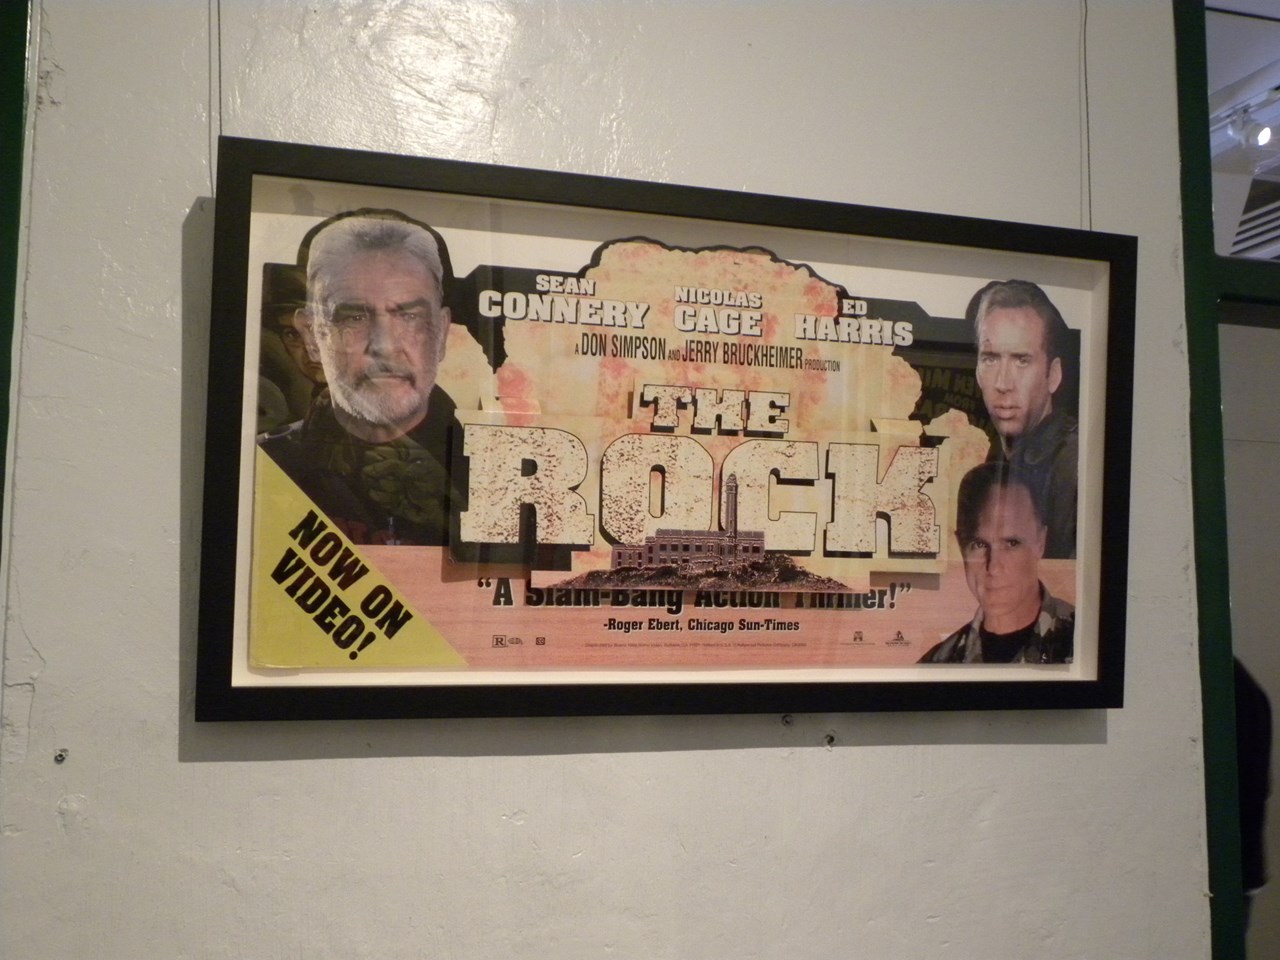 SEAN
CONNERY
NICOLAS
CAGE
ED
HARRIS
A DON SIMPSON AND JERRY BRUCKHEIMER PRODUCTION
THE
ROCK
NOW ON
VIDEO!
"A Slam-Bang Action Thriller!"
-Roger Ebert, Chicago Sun-Times
R